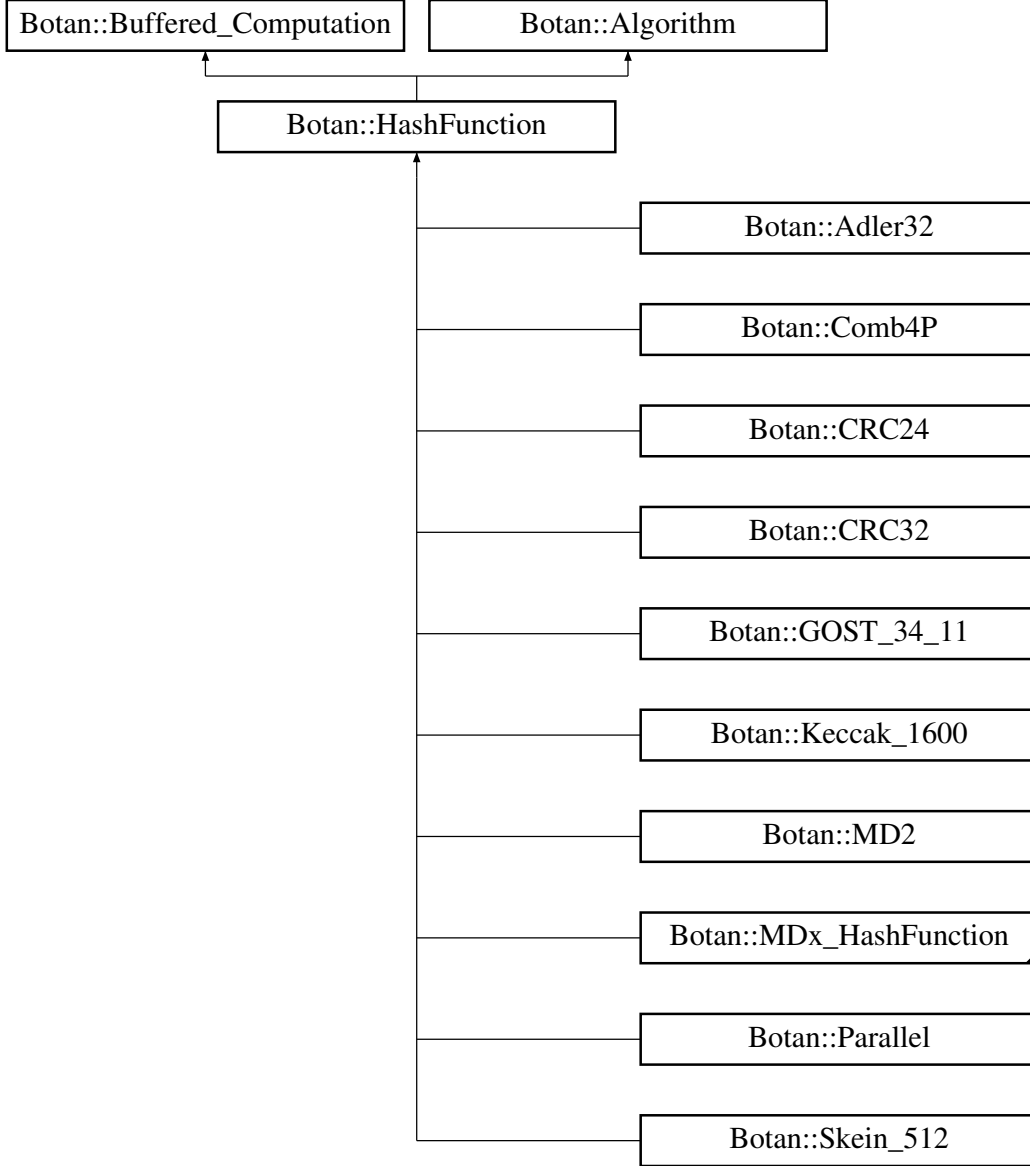 Botan::Buffered_Computation
Botan::Algorithm
Botan::HashFunction
Botan::Adler32
Botan::Comb4P
Botan::CRC24
Botan::CRC32
Botan::GOST_34_11
Botan::Keccak_1600
Botan::MD2
Botan::MDx_HashFunction
Botan::Parallel
Botan::Skein_512